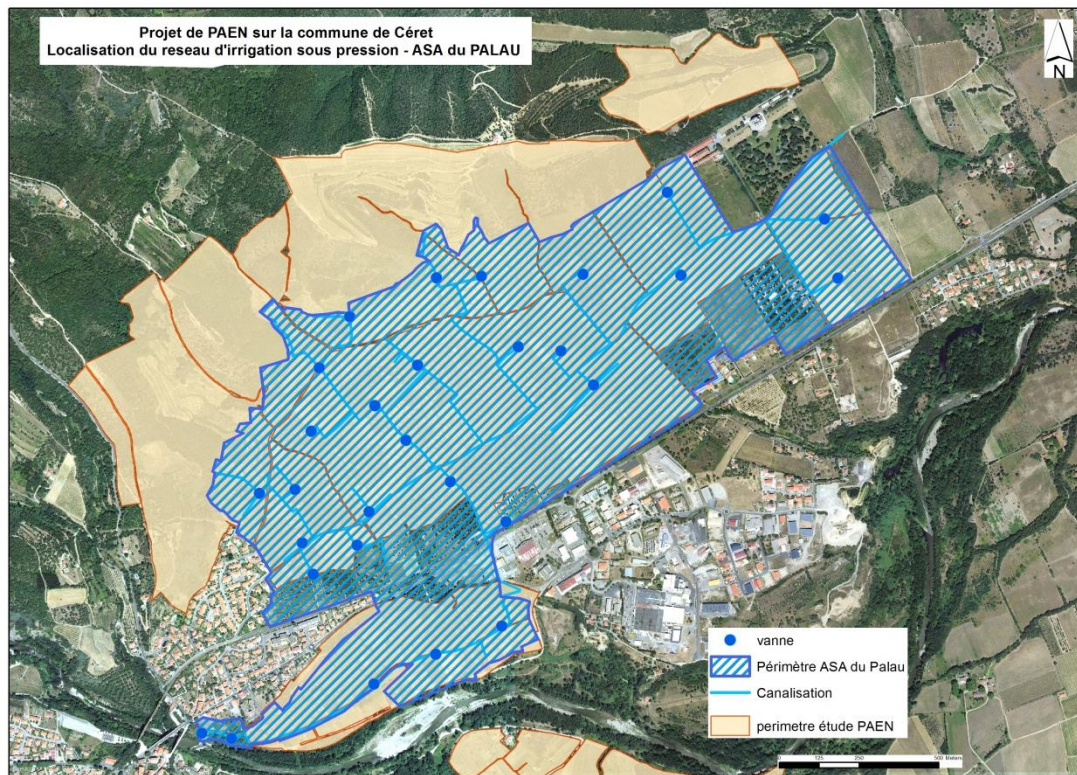 Projet de PAEN sur la commune de Céret
Localisation du reseau d'irrigation sous pression - ASA du PALAU
N
vanne
Périmètre ASA du Palau
Canalisation
perimetre étude PAEN
0 125 250 500 Meters